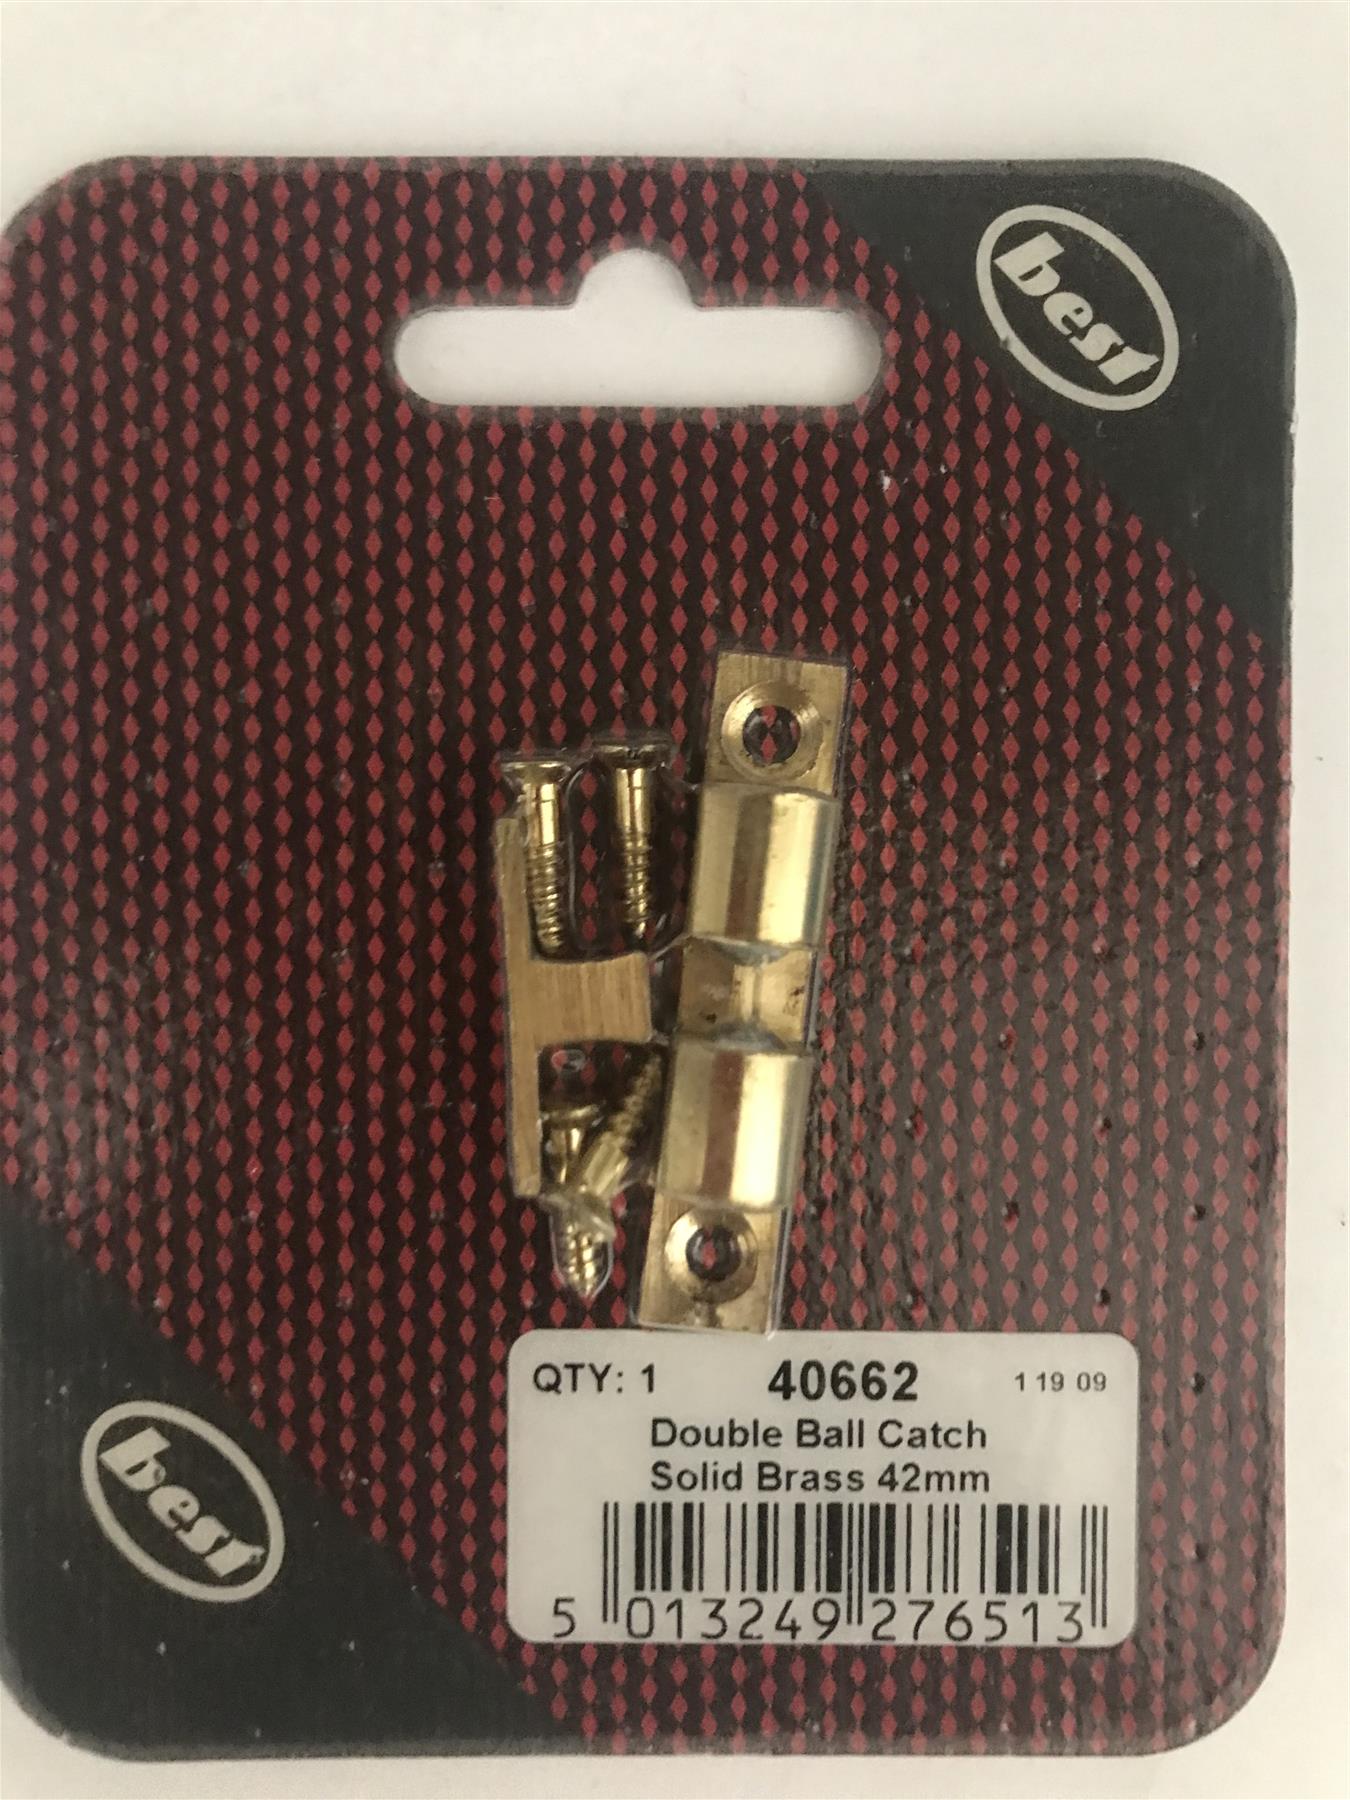 best
QTY: 1 40662 1 19 09
Double Ball Catch
Solid Brass 42mm
5 013249 276513
best